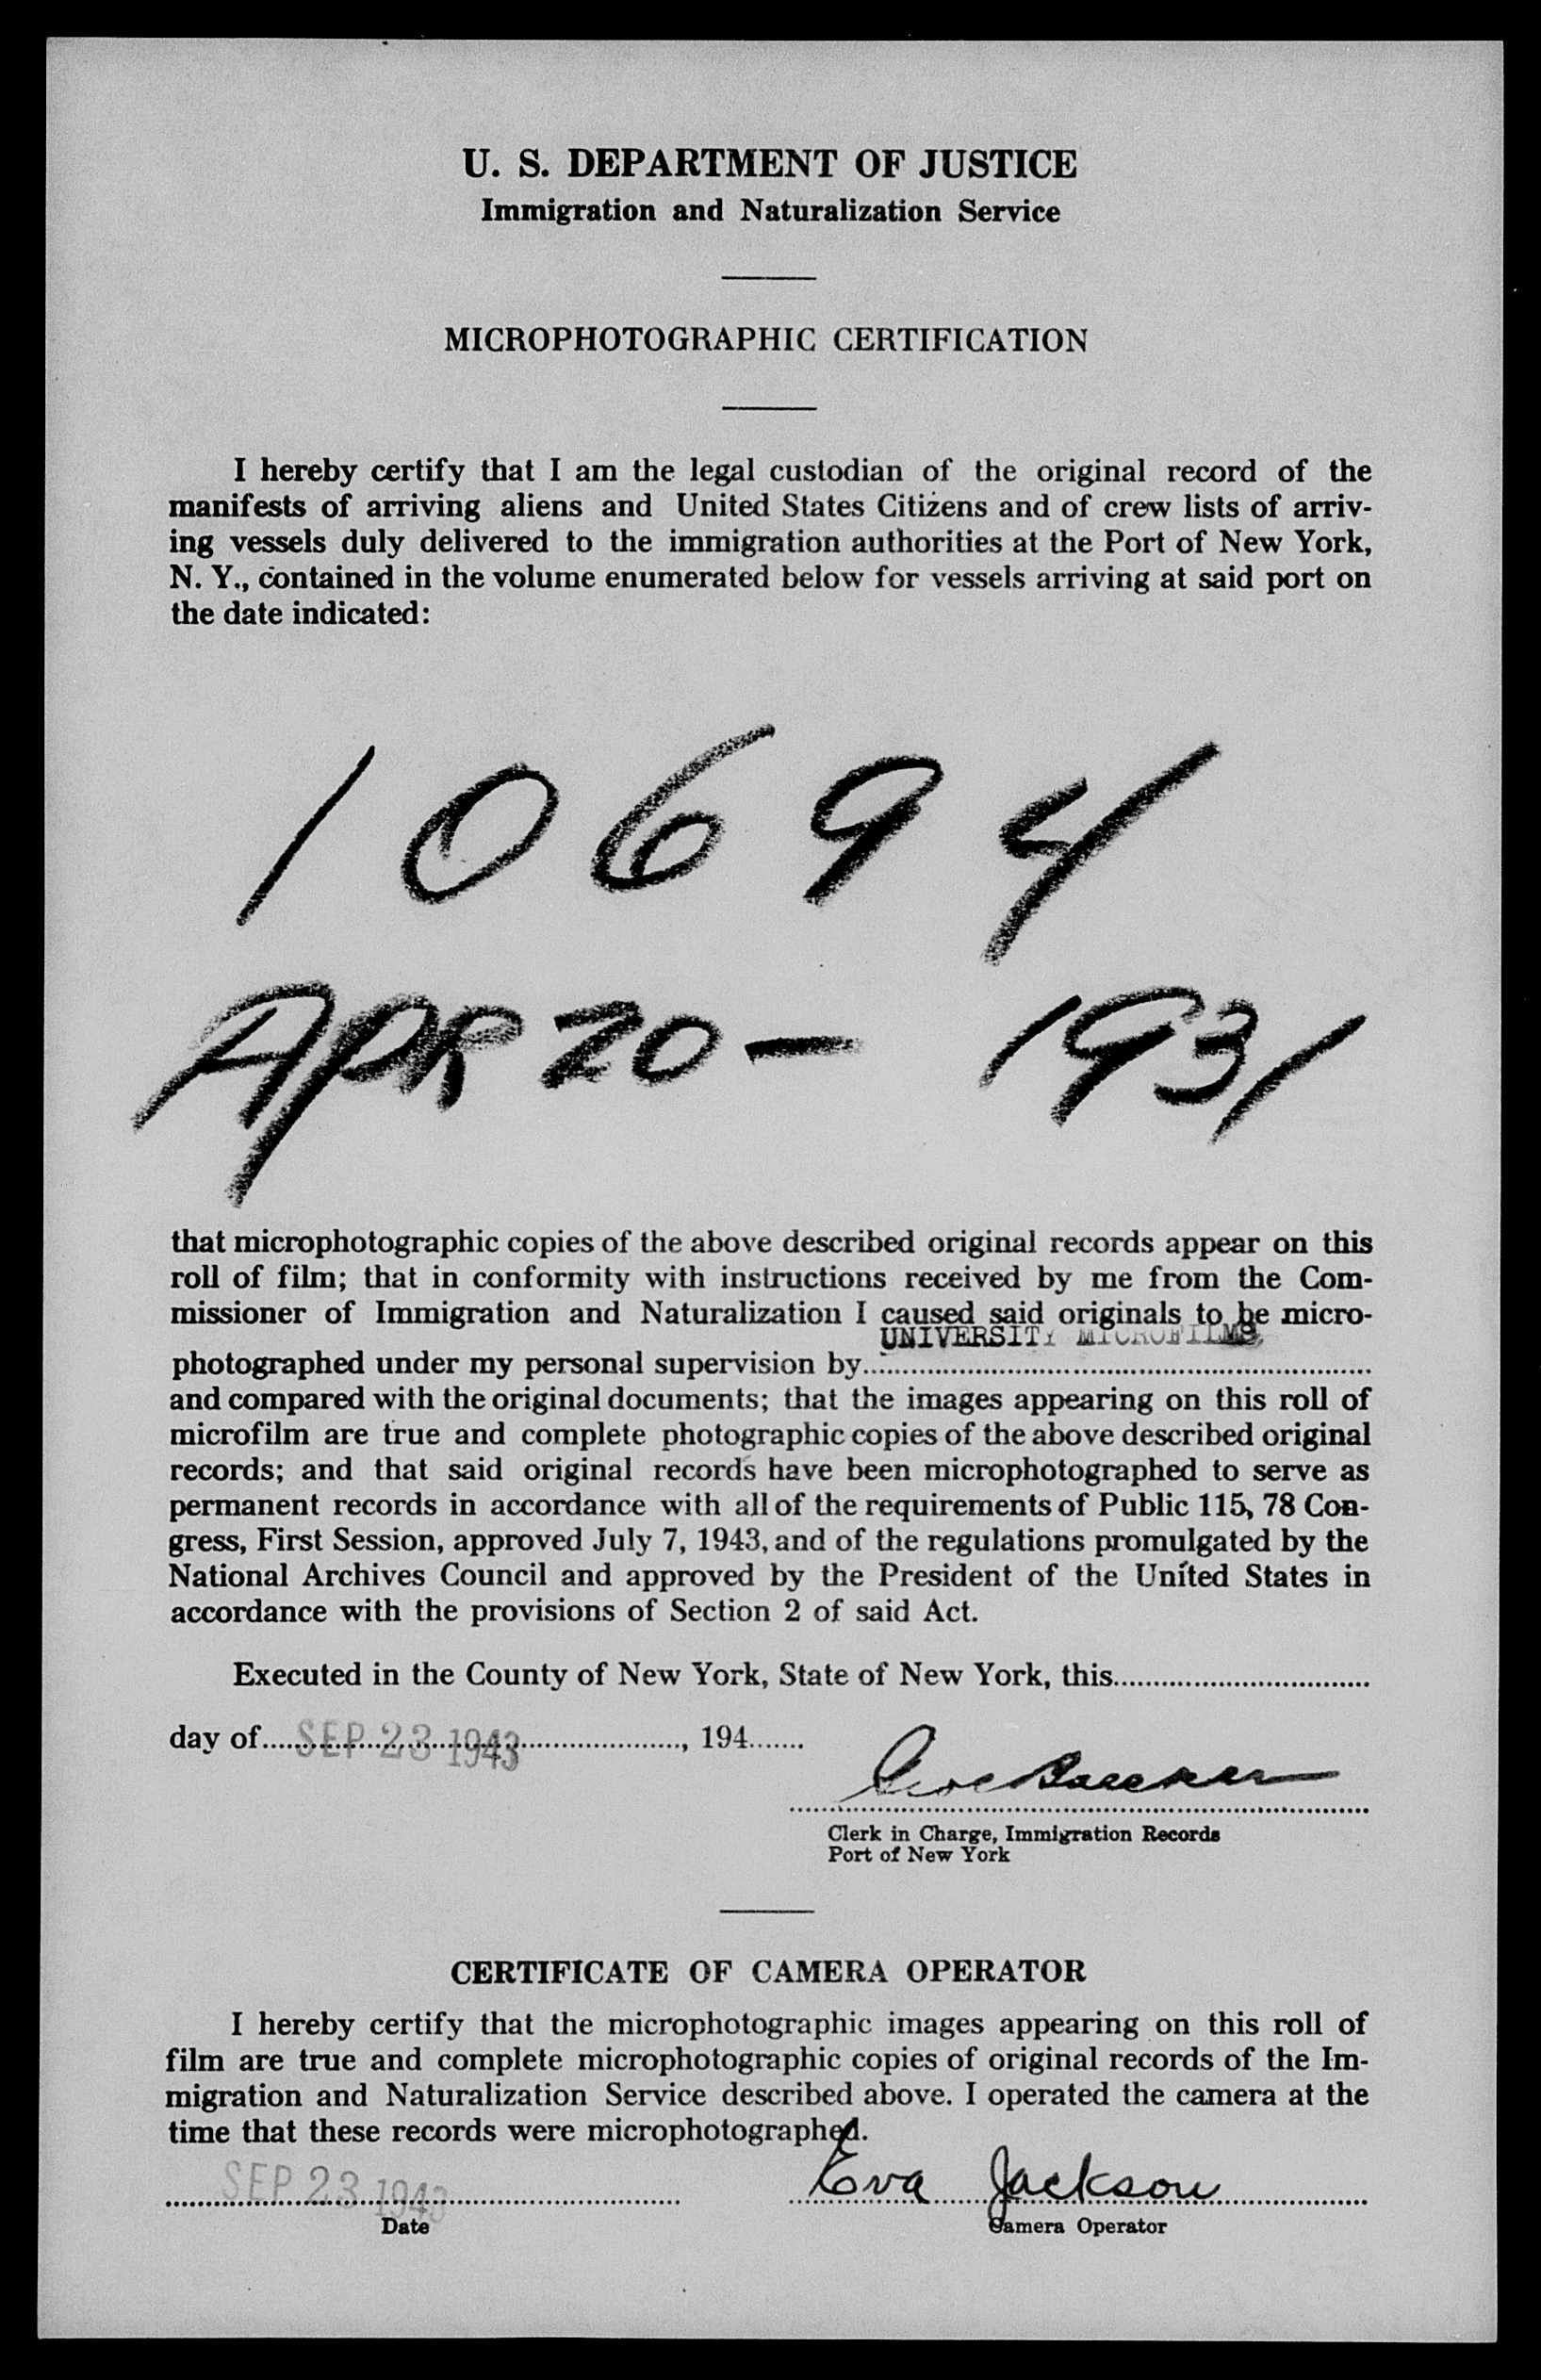 U. S. DEPARTMENT OF JUSTICE
Immigration and Naturalization Service
MICROPHOTOGRAPHIC CERTIFICATION
I hereby certify that I am the legal custodian of the original record of the
manifests of arriving aliens and United States Citizens and of crew lists of arriv-
ing vessels duly delivered to the immigration authorities at the Port of New York,
N. Y., contained in the volume enumerated below for vessels arriving at said port on
the date indicated:
10694
APR 20 - 1931
that microphotographic copies of the above described original records appear on this
roll of film; that in conformity with instructions received by me from the Com-
missioner of Immigration and Naturalization I caused said originals to be micro-
UNIVERSITY MICROFILMS
photographed under my personal supervision by
and compared with the original documents; that the images appearing on this roll of
microfilm are true and complete photographic copies of the above described original
records; and that said original records have been microphotographed to serve as
permanent records in accordance with all of the requirements of Public 115, 78 Con-
gress, First Session, approved July 7, 1943, and of the regulations promulgated by the
National Archives Council and approved by the President of the United States in
accordance with the provisions of Section 2 of said Act.
Executed in the County of New York, State of New York, this
day of SEP 23 1943, 194
Clerk in Charge, Immigration Records
Port of New York
CERTIFICATE OF CAMERA OPERATOR
I hereby certify that the microphotographic images appearing on this roll of
film are true and complete microphotographic copies of original records of the Im-
migration and Naturalization Service described above. I operated the camera at the
time that these records were microphotographed.
SEP 23 1943 Eva Jackson
Date Camera Operator